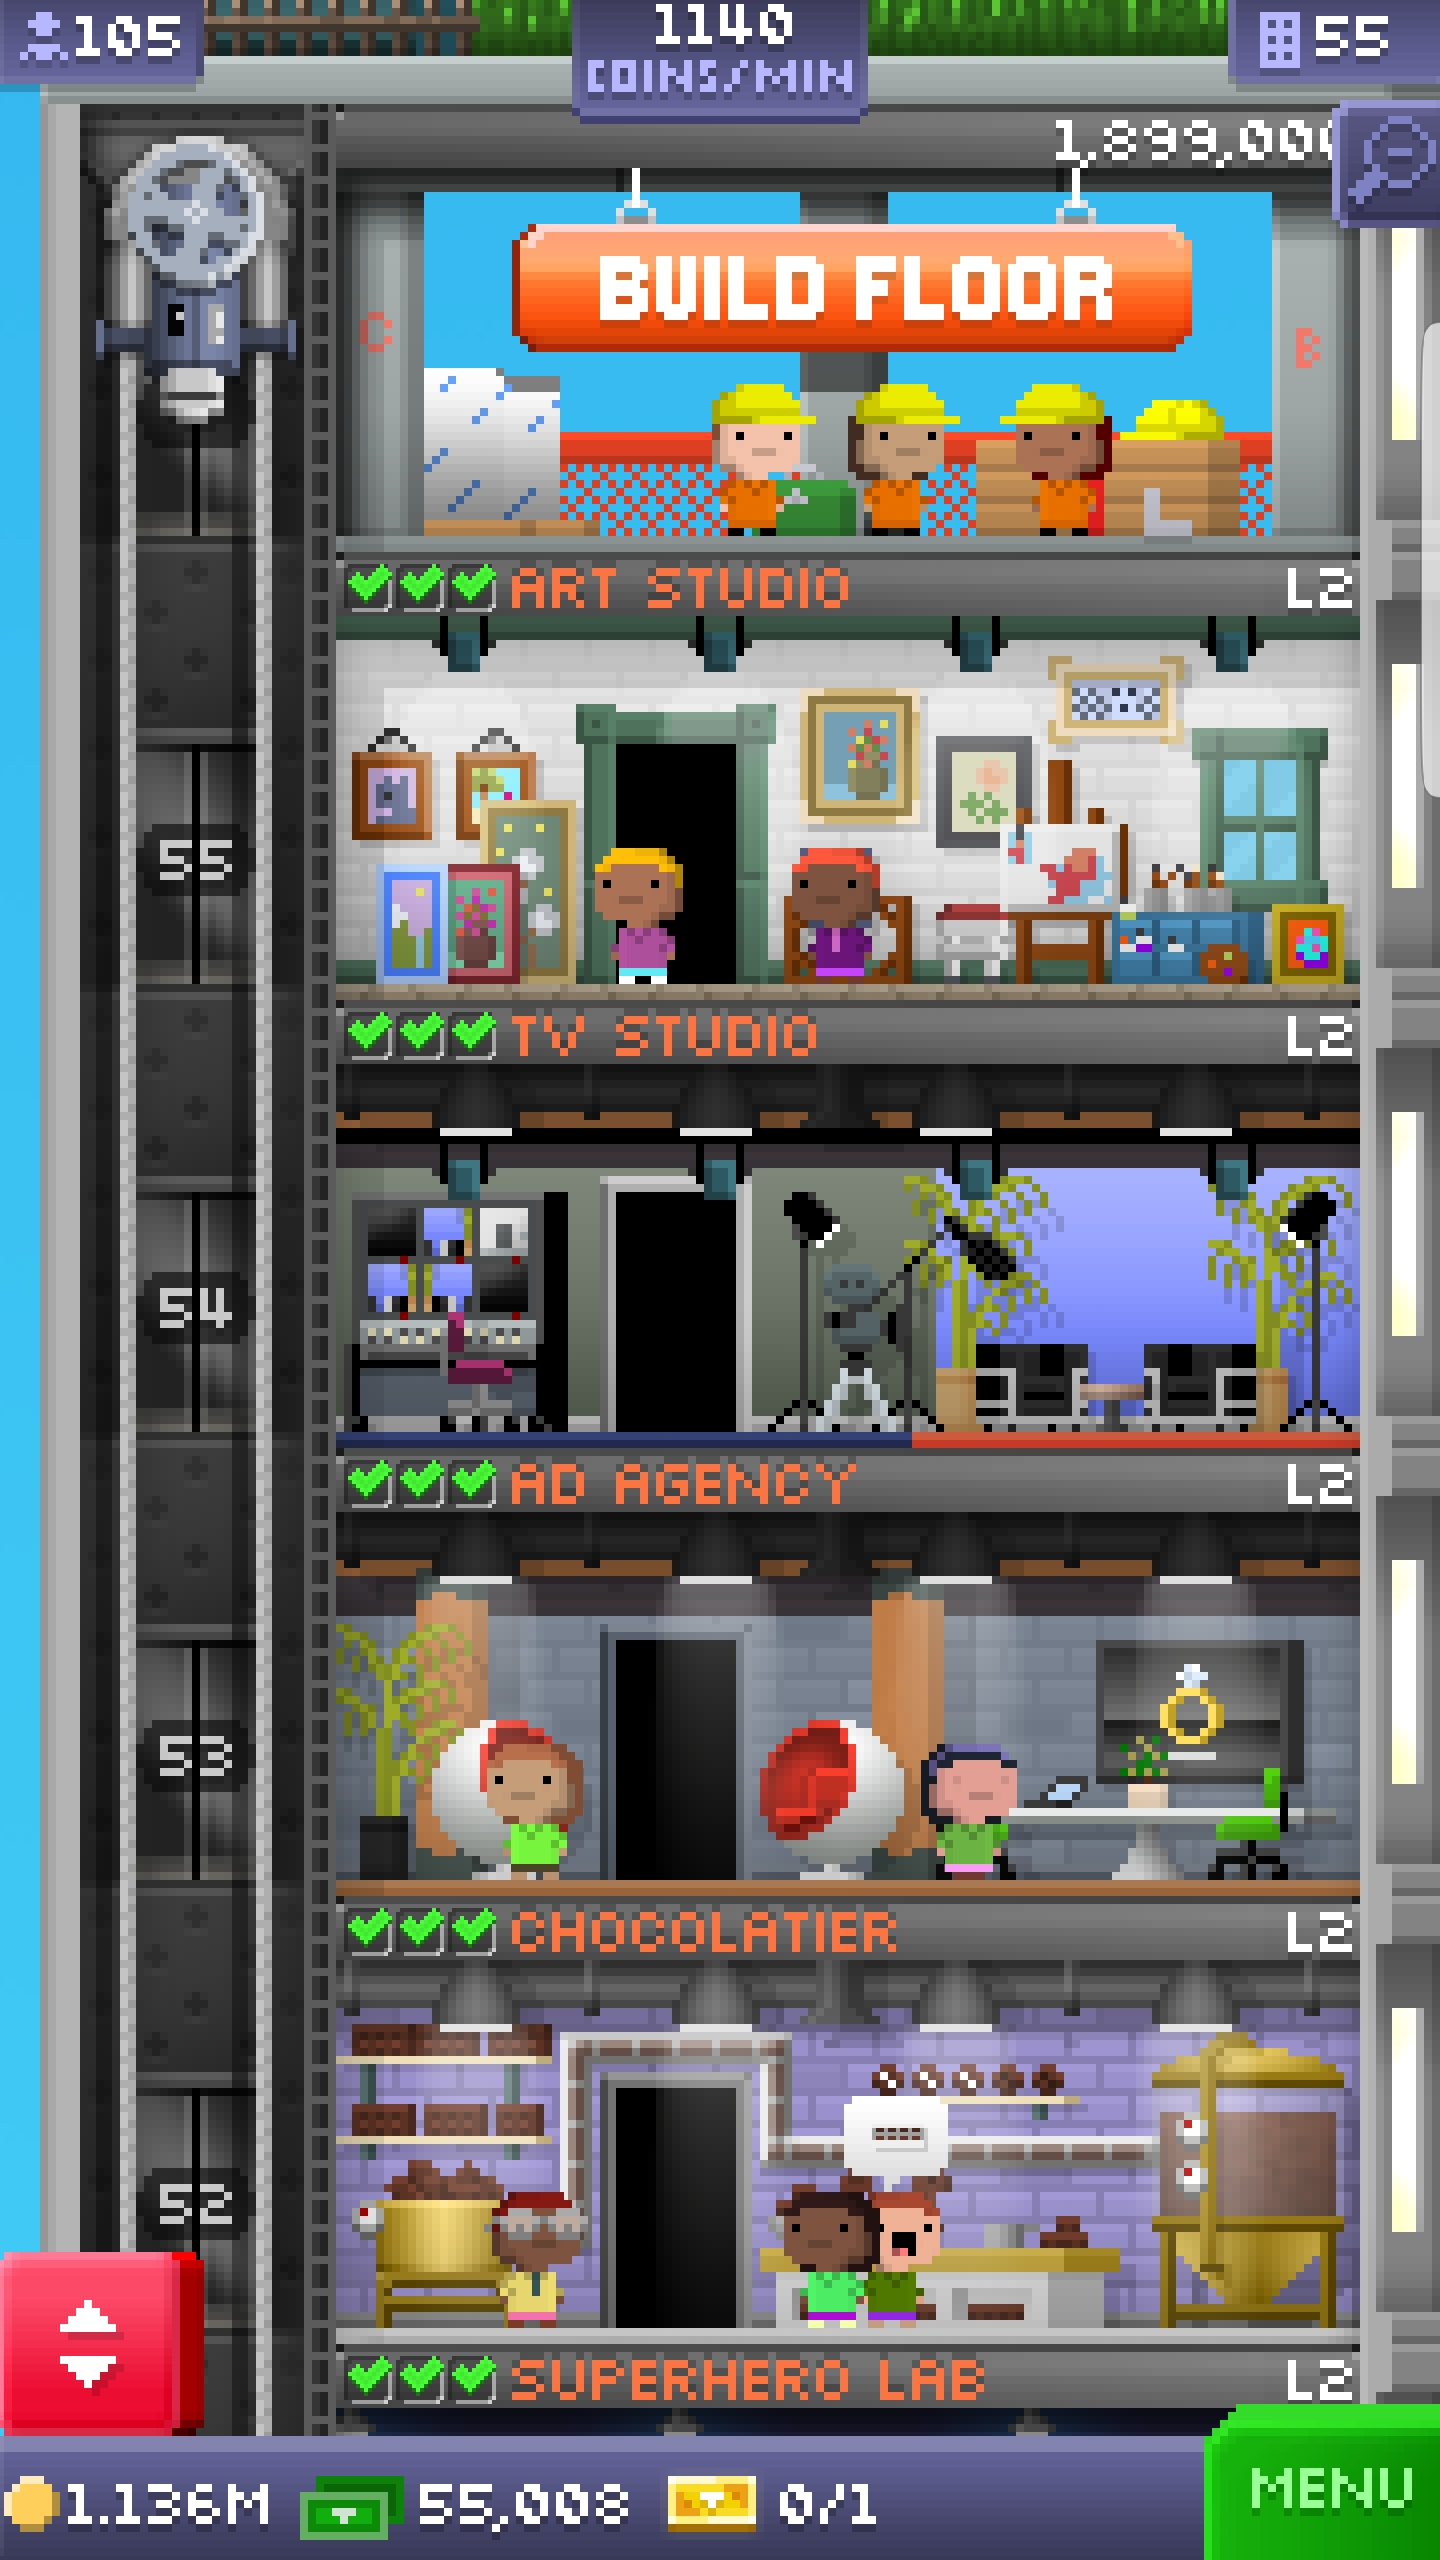 105
1140
COINS/MIN
55
1,899,000
BUILD FLOOR
C
B
ART STUDIO L2
55
TV STUDIO L2
54
AD AGENCY L2
53
CHOCOLATIER L2
52
SUPERHERO LAB L2
1.136M 55,008 0/1
MENU